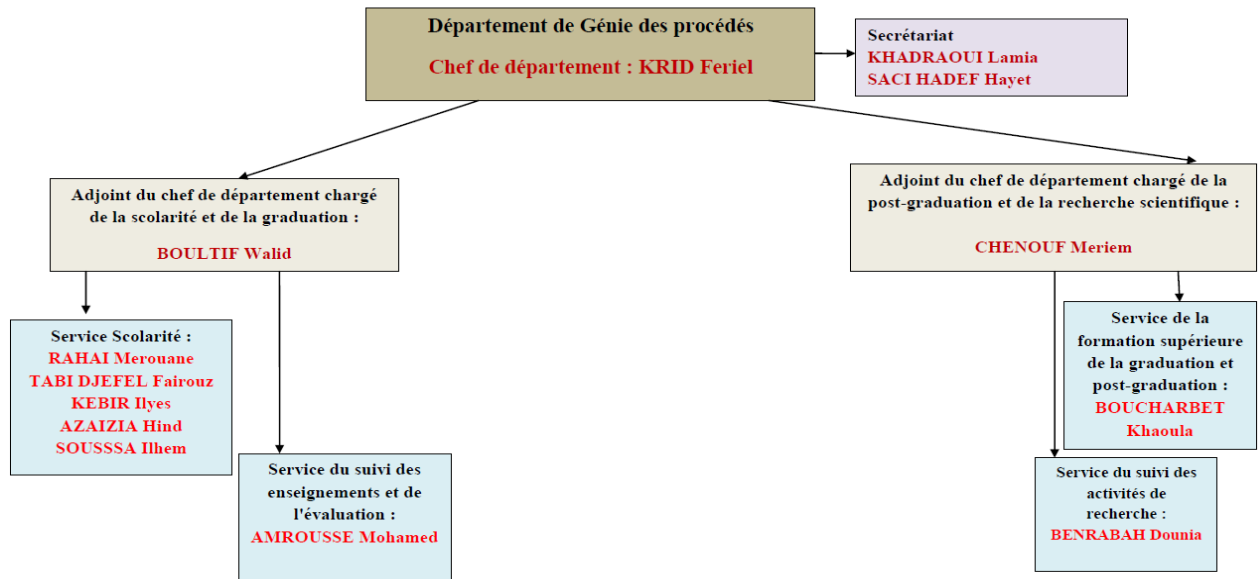 Département de Génie des procédés
Chef de département : KRID Feriel
Secrétariat
KHADRAOUI Lamia
SACI HADEF Hayet
Adjoint du chef de département chargé
de la scolarité et de la graduation :
BOULTIF Walid
Adjoint du chef de département chargé de la
post-graduation et de la recherche scientifique :
CHENOUF Meriem
Service Scolarité :
RAHAI Merouane
TABI DJEFEL Fairouz
KEBIR Ilyes
AZAIZIA Hind
SOUSSSA Ilhem
Service du suivi des
enseignements et de
l'évaluation :
AMROUSSE Mohamed
Service de la
formation supérieure
de la graduation et
post-graduation :
BOUCHARBET
Khaoula
Service du suivi des
activités de
recherche :
BENRABAH Dounia